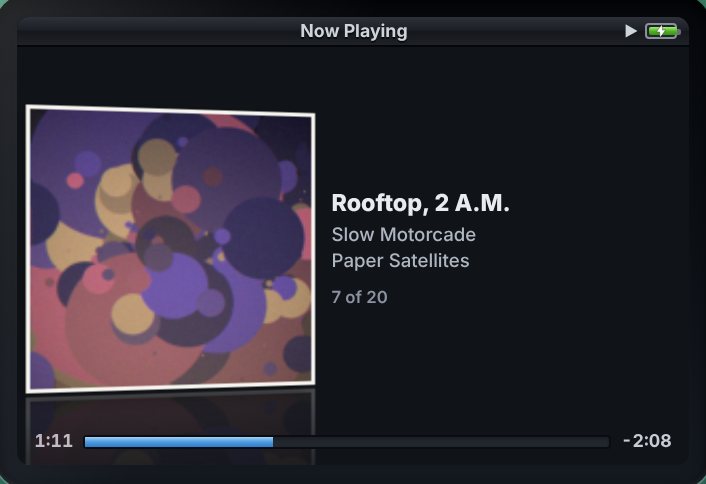 Now Playing
Rooftop, 2 A.M.
Slow Motorcade
Paper Satellites
7 of 20
1:11
-2:08